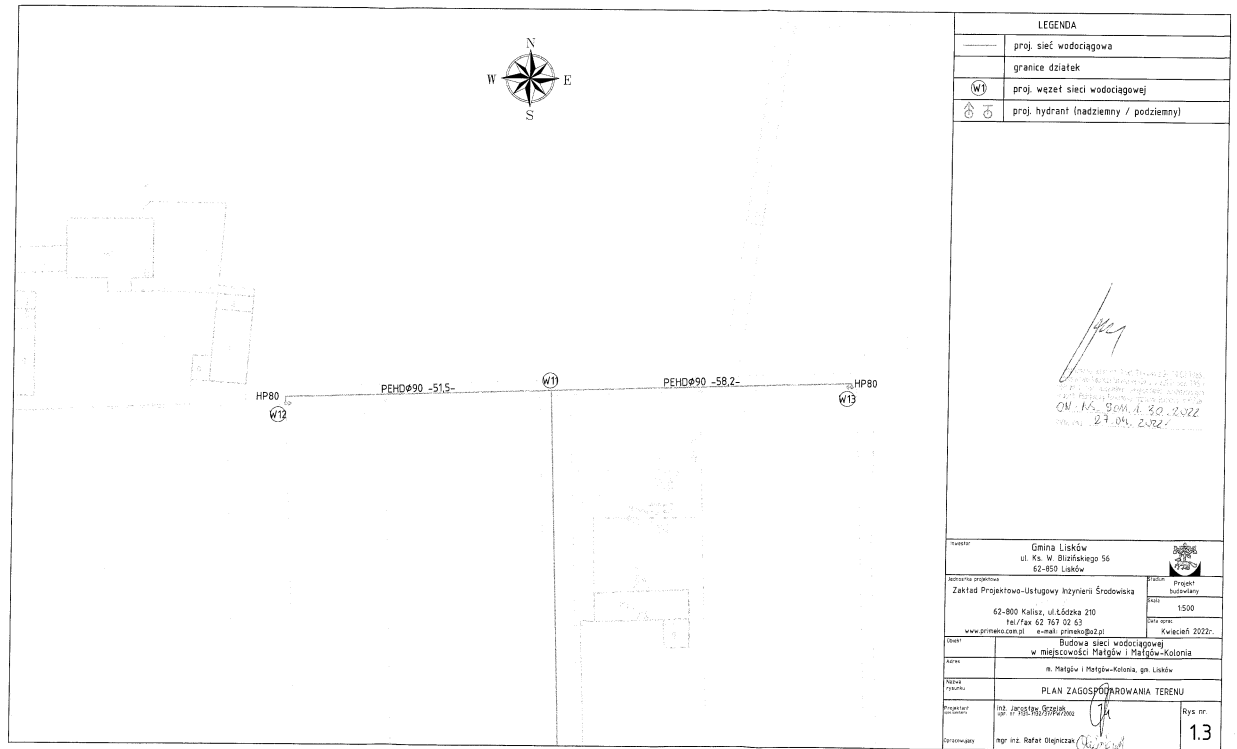 N
W E
S
HP80
PEHDØ90 -51,5-
W11
PEHDØ90 -58,2-
HP80
W12
W13
LEGENDA
proj. sieć wodociągowa
granice działek
W1 proj. węzeł sieci wodociągowej
proj. hydrant (nadziemny / podziemny)
27.04.2022
Inwestor
Gmina Lisków
ul. Ks. W. Blizińskiego 56
62-850 Lisków
Jednostka projektowa
Zakład Projektowo-Usługowy Inżynierii Środowiska
62-800 Kalisz, ul.Łódzka 210
tel/fax 62 767 02 63
www.primeko.com.pl e-mail: primeko@o2.pl
Stadium
Projekt
budowlany
Skala
1:500
Data oprac
Kwiecień 2022r.
Obiekt
Budowa sieci wodociągowej
w miejscowości Małgów i Małgów-Kolonia
Adres
m. Małgów i Małgów-Kolonia, gm. Lisków
Nazwa
rysunku
PLAN ZAGOSPODAROWANIA TERENU
Projektant
inż. Jarosław Grzelak
Opracowujący
mgr inż. Rafał Olejniczak
Rys nr.
1.3